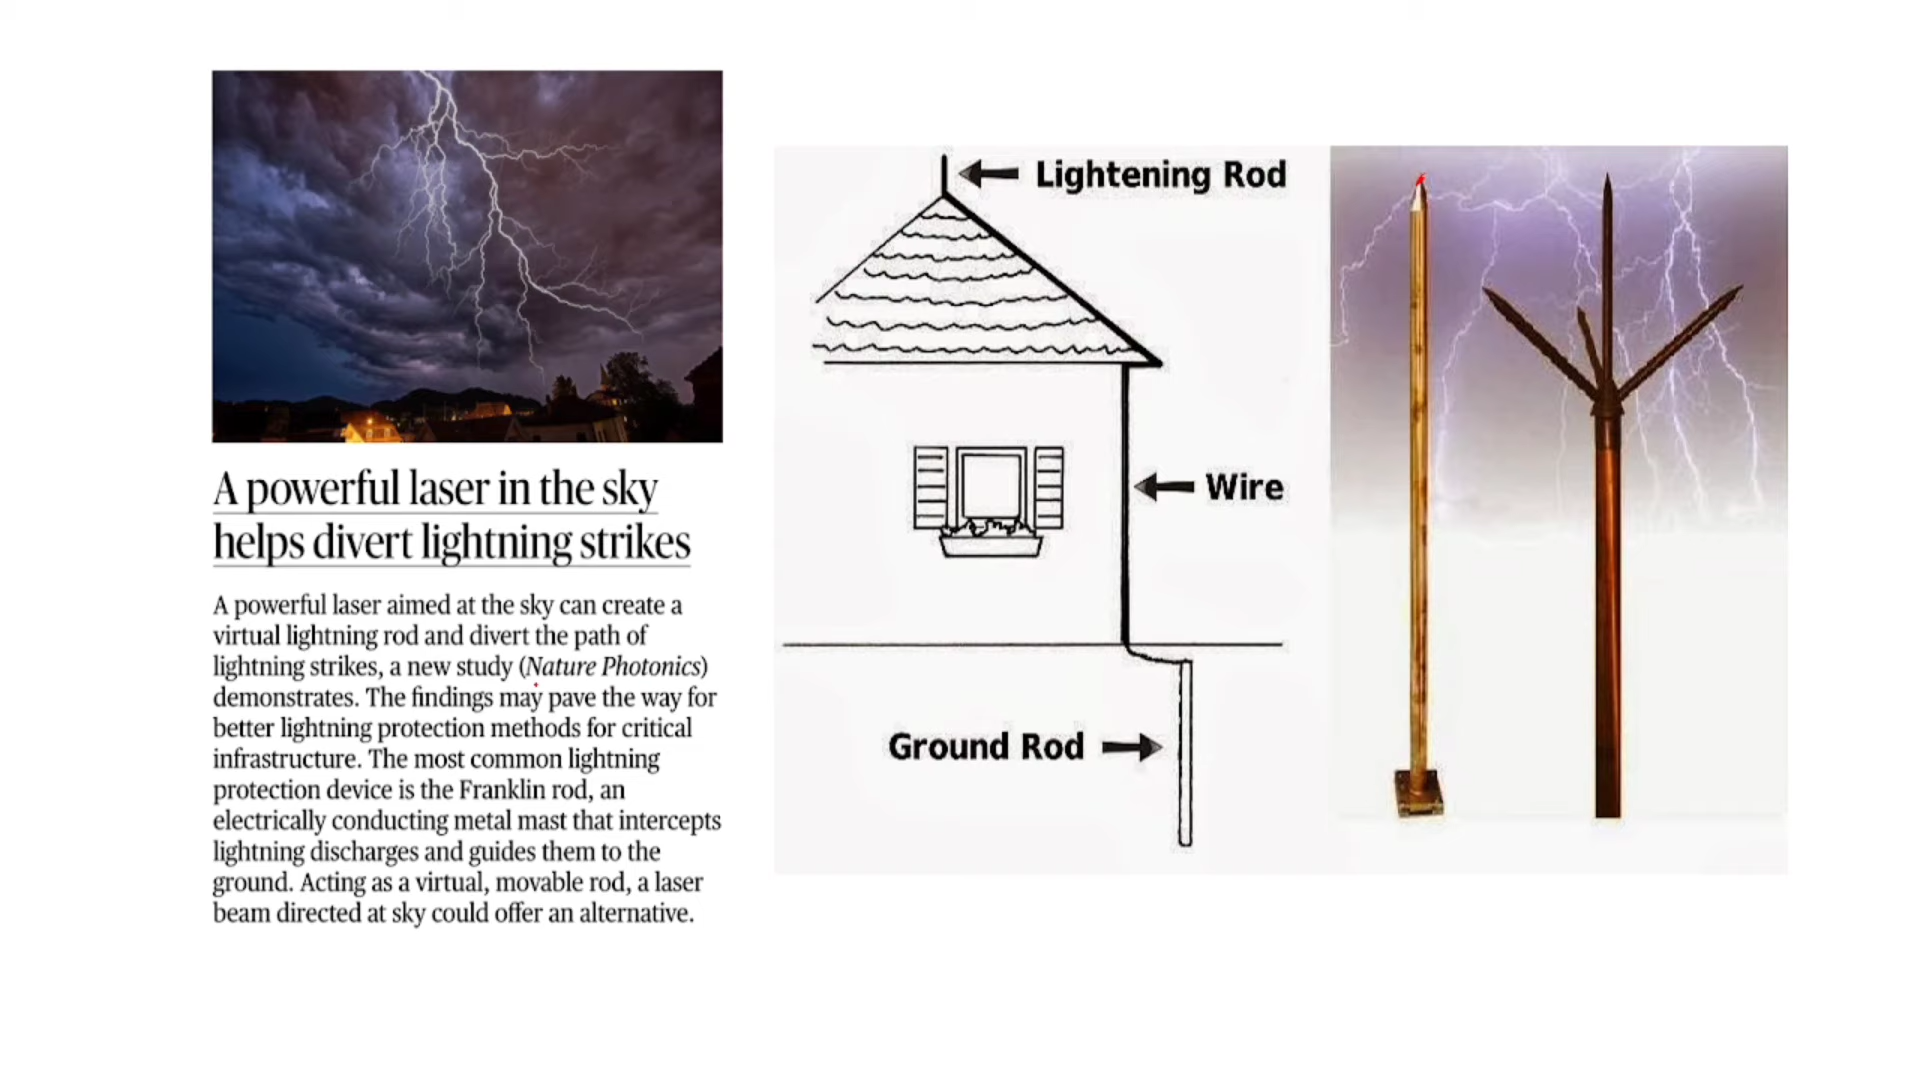 A powerful laser in the sky
helps divert lightning strikes
A powerful laser aimed at the sky can create a
virtual lightning rod and divert the path of
lightning strikes, a new study (Nature Photonics)
demonstrates. The findings may pave the way for
better lightning protection methods for critical
infrastructure. The most common lightning
protection device is the Franklin rod, an
electrically conducting metal mast that intercepts
lightning discharges and guides them to the
ground. Acting as a virtual, movable rod, a laser
beam directed at sky could offer an alternative.
Lightening Rod
Wire
Ground Rod